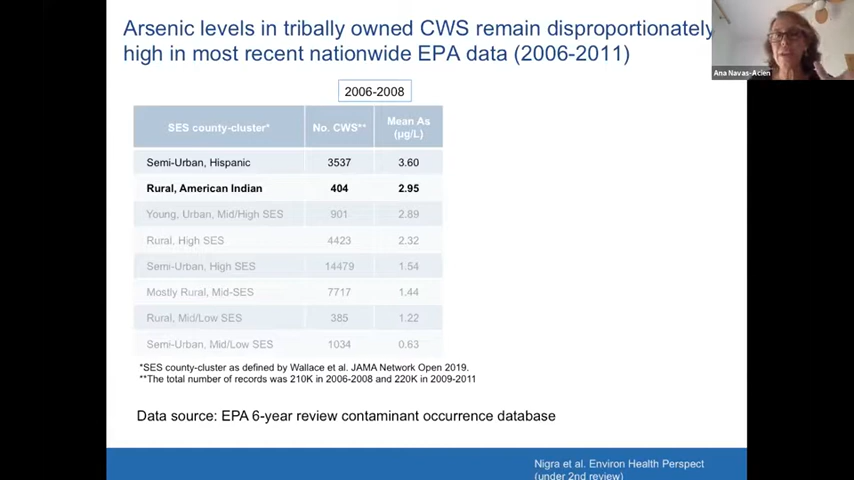 Arsenic levels in tribally owned CWS remain disproportionately
high in most recent nationwide EPA data (2006-2011)
Ana Navas-Acien
2006-2008
SES county-cluster* No. CWS** Mean As (µg/L)
Semi-Urban, Hispanic 3537 3.60
Rural, American Indian 404 2.95
Young, Urban, Mid/High SES 901 2.89
Rural, High SES 4423 2.32
Semi-Urban, High SES 14479 1.54
Mostly Rural, Mid-SES 7717 1.44
Rural, Mid/Low SES 385 1.22
Semi-Urban, Mid/Low SES 1034 0.63
*SES county-cluster as defined by Wallace et al. JAMA Network Open 2019.
**The total number of records was 210K in 2006-2008 and 220K in 2009-2011
Data source: EPA 6-year review contaminant occurrence database
Nigra et al. Environ Health Perspect
(under 2nd review)